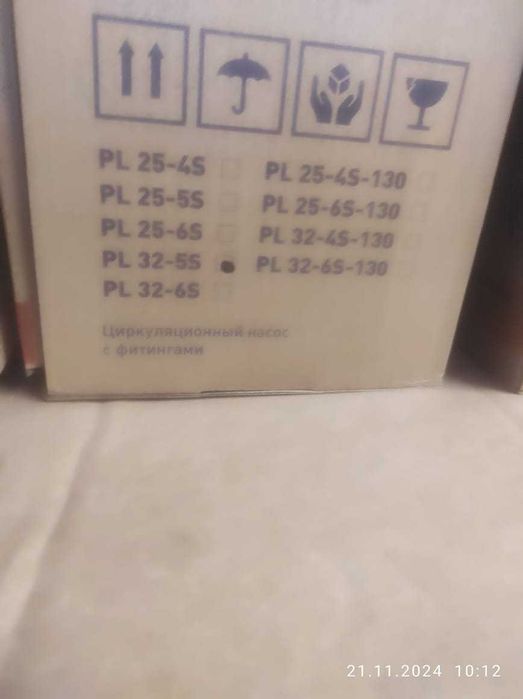 PL 25-4S
PL 25-5S
PL 25-6S
PL 32-5S
PL 32-6S
PL 25-4S-130
PL 25-6S-130
PL 32-4S-130
PL 32-6S-130
Циркуляционный насос
с фитингами
21.11.2024 10:12